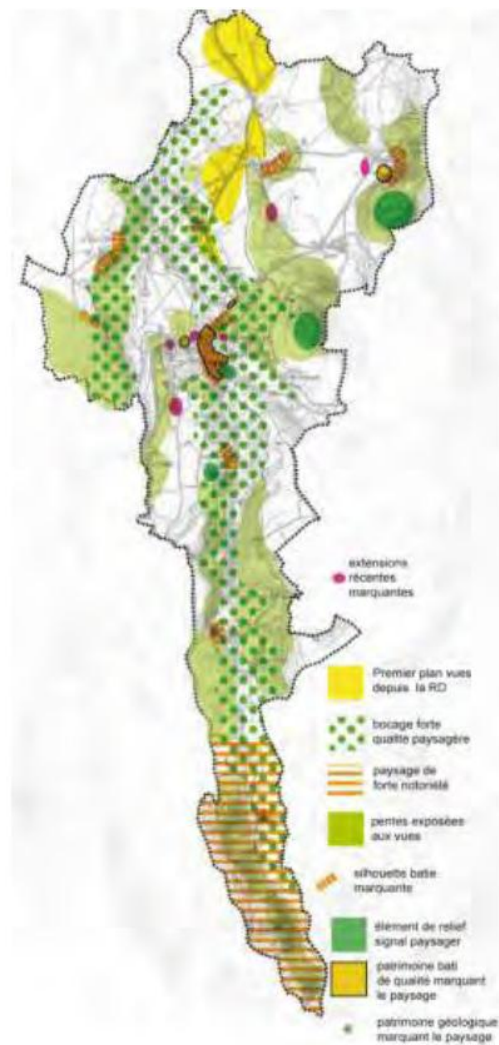 extensions
récentes
marquantes
Premier plan vues
depuis la RD
bocage forte
qualité paysagère
paysage de
forte notoriété
pentes exposées
aux vues
silhouette batie
marquante
élément de relief
signal paysager
patrimoine bati
de qualité marquant
le paysage
patrimoine géologique
marquant le paysage